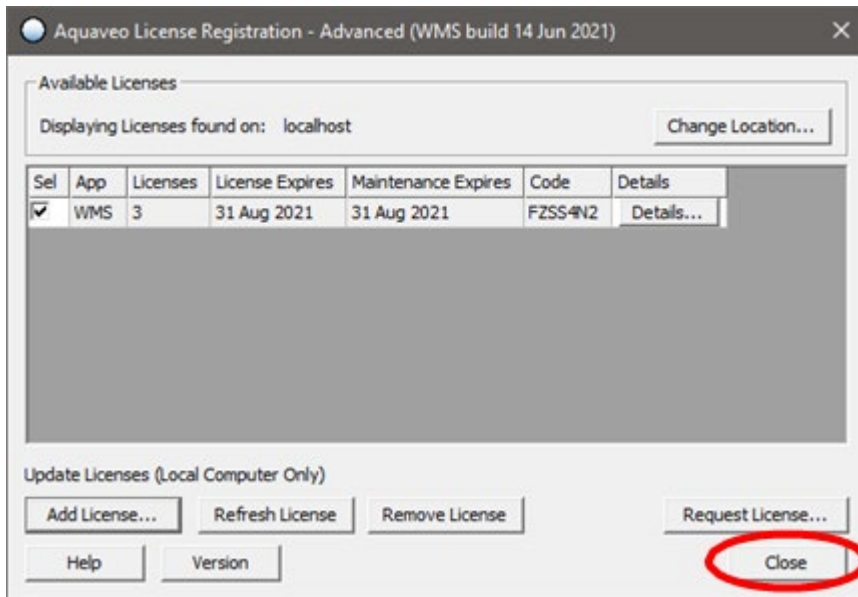 Aquaveo License Registration - Advanced (WMS build 14 Jun 2021)
Available Licenses
Displaying Licenses found on: localhost
Change Location...
Sel App Licenses License Expires Maintenance Expires Code Details
WMS 3 31 Aug 2021 31 Aug 2021 FZSS4N2 Details...
Update Licenses (Local Computer Only)
Add License... Refresh License Remove License Request License...
Help Version Close